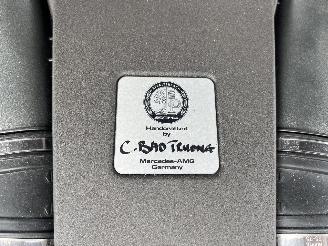 Handcrafted
by
C. BAO TRUONG
Mercedes-AMG
Germany